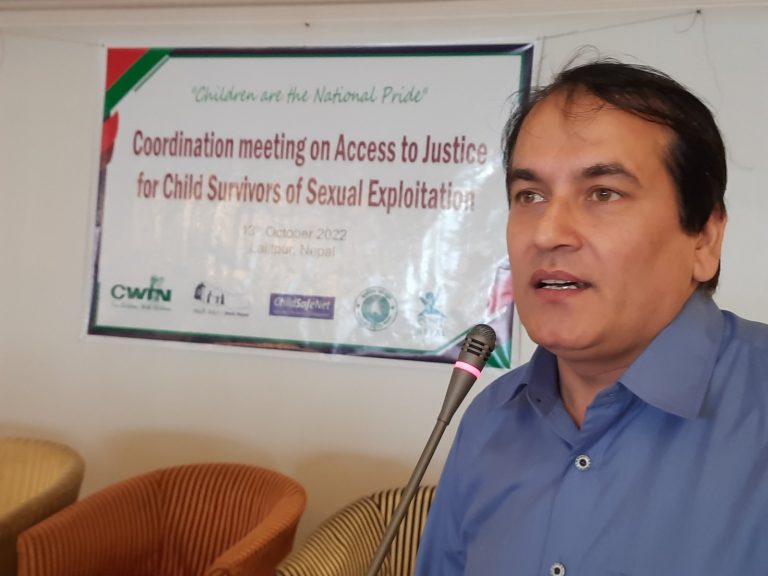 "Children are the National Pride"
Coordination meeting on Access to Justice
for Child Survivors of Sexual Exploitation
13th October 2022
Lalitpur, Nepal
CWIN
ChildSafeNet